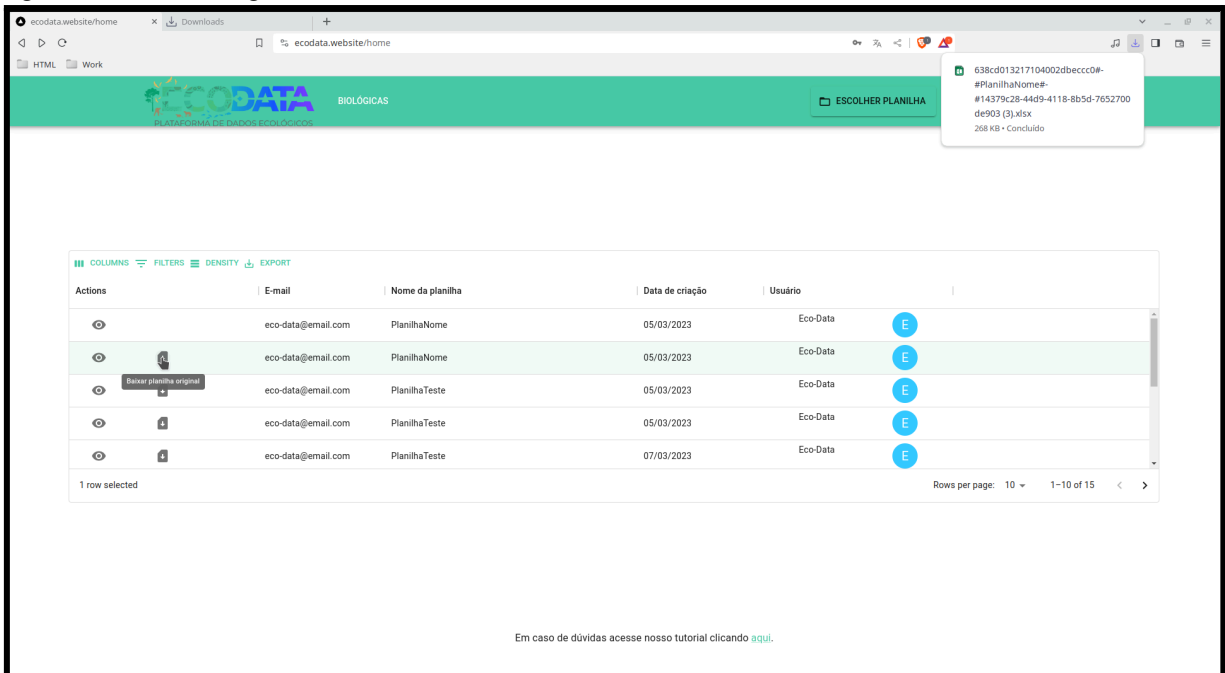 ecodata.website/home
Downloads
ecodata.website/home
HTML Work
638cd013217104002dbeccc0#-
#PlanilhaNome#-
#14379c28-44d9-4118-8b5d-7652700
de903 (3).xlsx
268 KB • Concluído
ECODATA
PLATAFORMA DE DADOS ECOLÓGICOS
BIOLÓGICAS
ESCOLHER PLANILHA
COLUMNS FILTERS DENSITY EXPORT
Actions E-mail Nome da planilha Data de criação Usuário
eco-data@email.com PlanilhaNome 05/03/2023 Eco-Data E
eco-data@email.com PlanilhaNome 05/03/2023 Eco-Data E
Baixar planilha original
eco-data@email.com PlanilhaTeste 05/03/2023 Eco-Data E
eco-data@email.com PlanilhaTeste 05/03/2023 Eco-Data E
eco-data@email.com PlanilhaTeste 07/03/2023 Eco-Data E
1 row selected Rows per page: 10 1–10 of 15
Em caso de dúvidas acesse nosso tutorial clicando aqui.